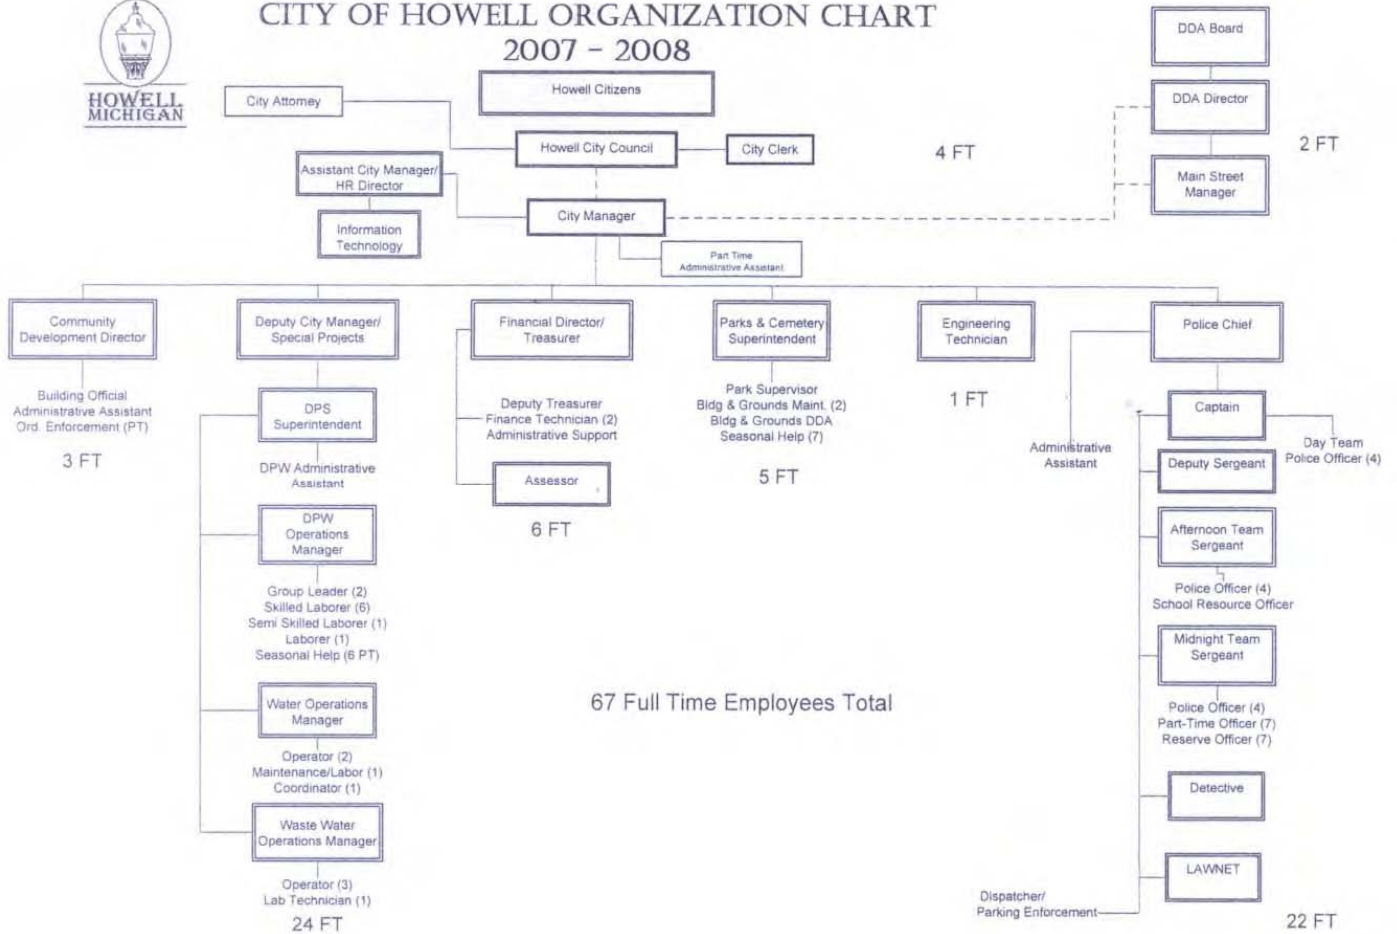 CITY OF HOWELL ORGANIZATION CHART
2007 – 2008
HOWELL
MICHIGAN
DDA Board
DDA Director
Main Street
Manager
2 FT
Howell Citizens
City Attorney
Howell City Council
City Clerk
4 FT
Assistant City Manager/
HR Director
Information
Technology
City Manager
Part Time
Administrative Assistant
Community
Development Director
Building Official
Administrative Assistant
Ord. Enforcement (PT)
3 FT
Deputy City Manager/
Special Projects
DPS
Superintendent
DPW Administrative
Assistant
DPW
Operations
Manager
Group Leader (2)
Skilled Laborer (6)
Semi Skilled Laborer (1)
Laborer (1)
Seasonal Help (6 PT)
Water Operations
Manager
Operator (2)
Maintenance/Labor (1)
Coordinator (1)
Waste Water
Operations Manager
Operator (3)
Lab Technician (1)
24 FT
Financial Director/
Treasurer
Deputy Treasurer
Finance Technician (2)
Administrative Support
Assessor
6 FT
Parks & Cemetery
Superintendent
Park Supervisor
Bldg & Grounds Maint. (2)
Bldg & Grounds DDA
Seasonal Help (7)
5 FT
Engineering
Technician
1 FT
Police Chief
Administrative
Assistant
Captain
Day Team
Police Officer (4)
Deputy Sergeant
Afternoon Team
Sergeant
Police Officer (4)
School Resource Officer
Midnight Team
Sergeant
Police Officer (4)
Part-Time Officer (7)
Reserve Officer (7)
Detective
LAWNET
Dispatcher/
Parking Enforcement
22 FT
67 Full Time Employees Total